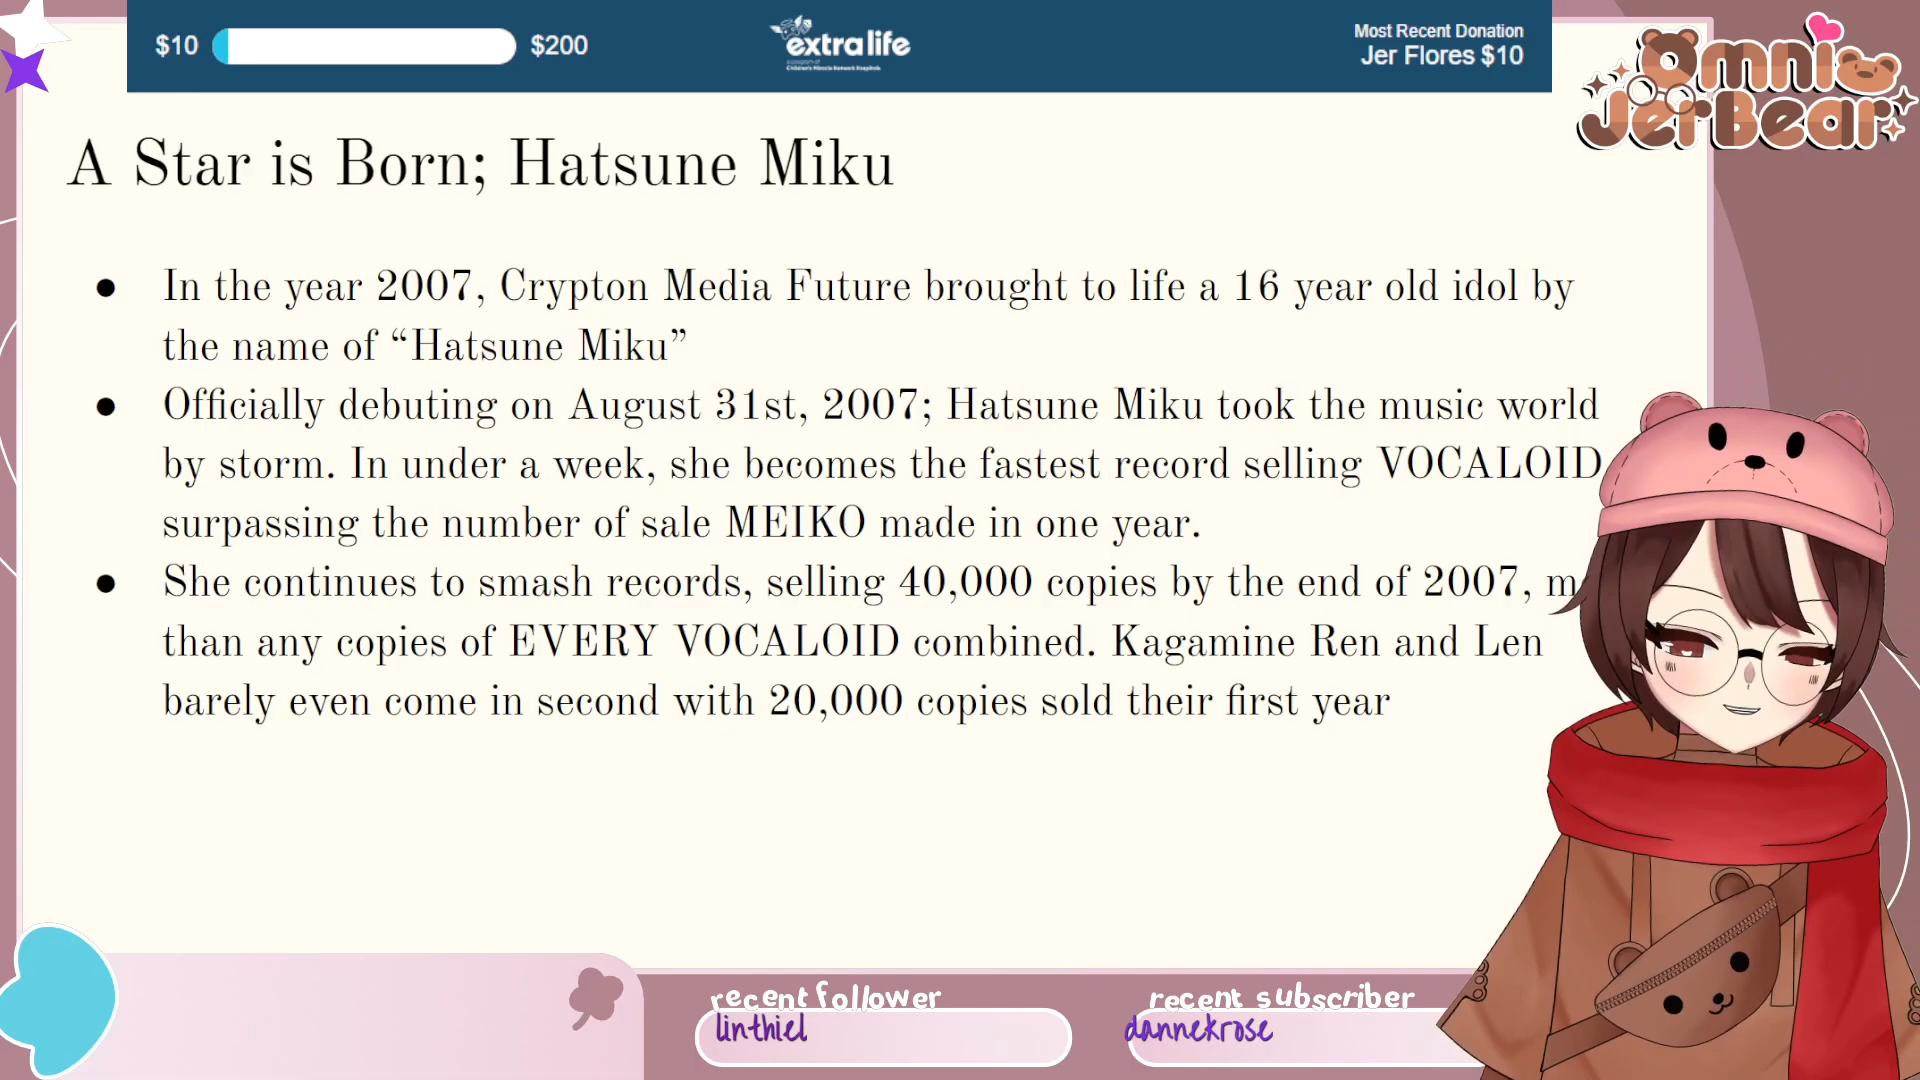 $10
$200
extralife
Most Recent Donation
Jer Flores $10
Omni
JerBear
A Star is Born; Hatsune Miku
● In the year 2007, Crypton Media Future brought to life a 16 year old idol by
the name of “Hatsune Miku”
● Officially debuting on August 31st, 2007; Hatsune Miku took the music world
by storm. In under a week, she becomes the fastest record selling VOCALOID
surpassing the number of sale MEIKO made in one year.
● She continues to smash records, selling 40,000 copies by the end of 2007, m
than any copies of EVERY VOCALOID combined. Kagamine Ren and Len
barely even come in second with 20,000 copies sold their first year
recent follower
linthiel
recent subscriber
dannekrose